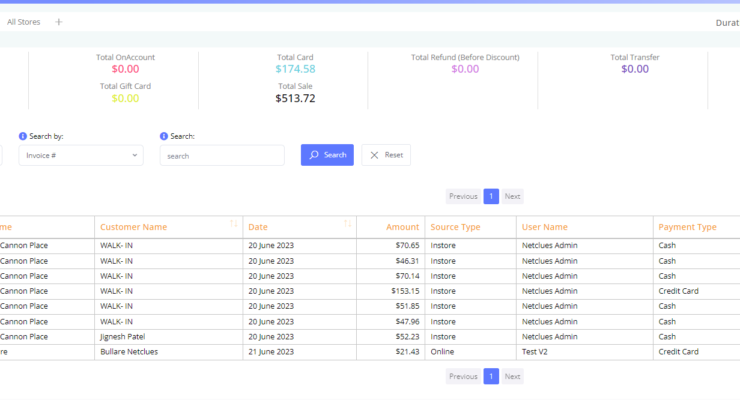 All Stores +
Durat
Total OnAccount Total Card Total Refund (Before Discount) Total Transfer
$0.00 $174.58 $0.00 $0.00
Total Gift Card Total Sale
$0.00 $513.72
Search by: Search:
Invoice # search Search Reset
Previous 1 Next
me Customer Name Date Amount Source Type User Name Payment Type
Cannon Place WALK- IN 20 June 2023 $70.65 Instore Netclues Admin Cash
Cannon Place WALK- IN 20 June 2023 $46.31 Instore Netclues Admin Cash
Cannon Place WALK- IN 20 June 2023 $70.14 Instore Netclues Admin Cash
Cannon Place WALK- IN 20 June 2023 $153.15 Instore Netclues Admin Credit Card
Cannon Place WALK- IN 20 June 2023 $51.85 Instore Netclues Admin Cash
Cannon Place WALK- IN 20 June 2023 $47.96 Instore Netclues Admin Cash
Cannon Place Jignesh Patel 20 June 2023 $52.23 Instore Netclues Admin Cash
re Bullare Netclues 21 June 2023 $21.43 Online Test V2 Credit Card
Previous 1 Next